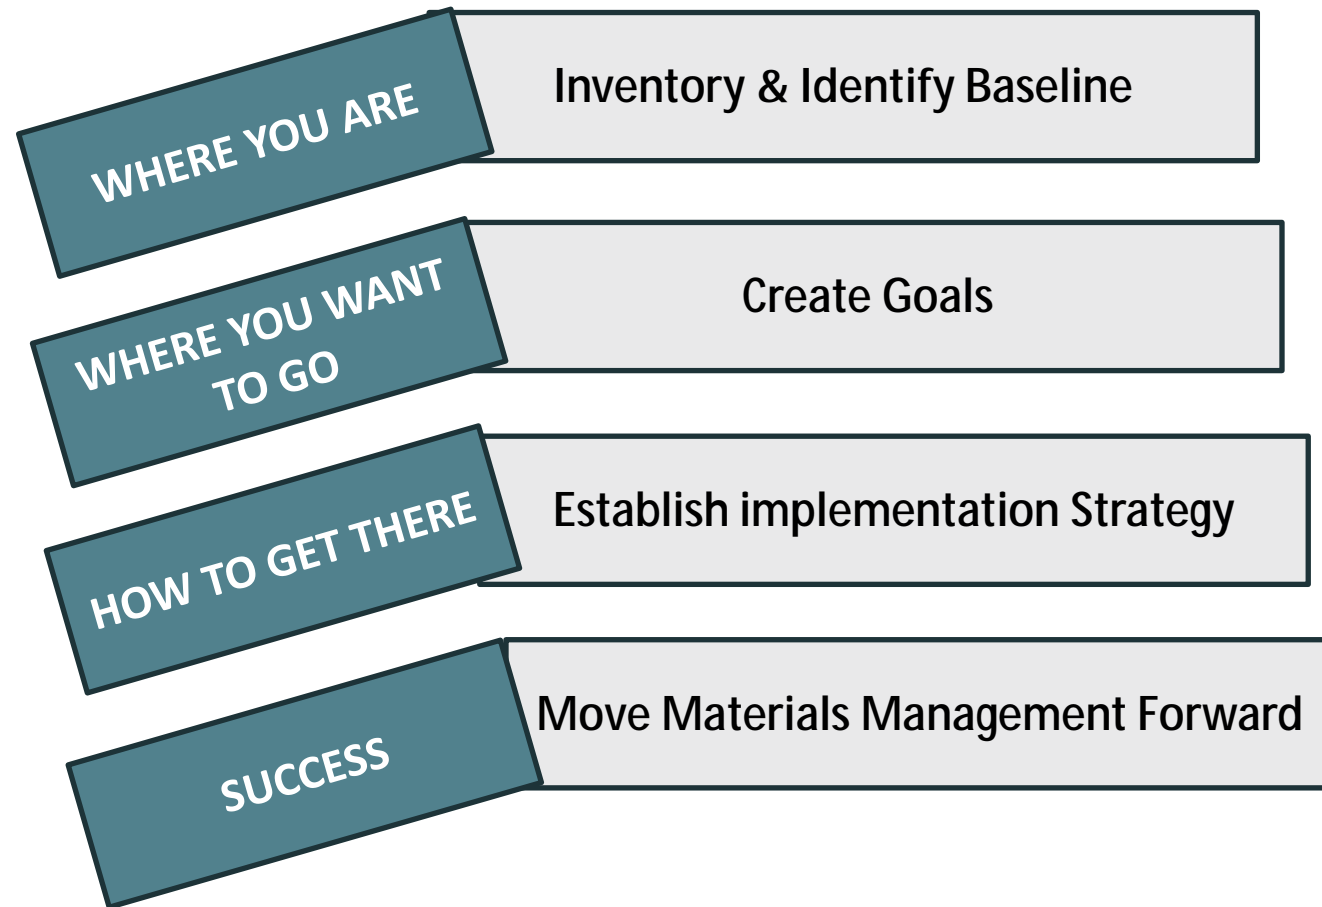 WHERE YOU ARE
Inventory & Identify Baseline
WHERE YOU WANT
TO GO
Create Goals
HOW TO GET THERE
Establish implementation Strategy
SUCCESS
Move Materials Management Forward